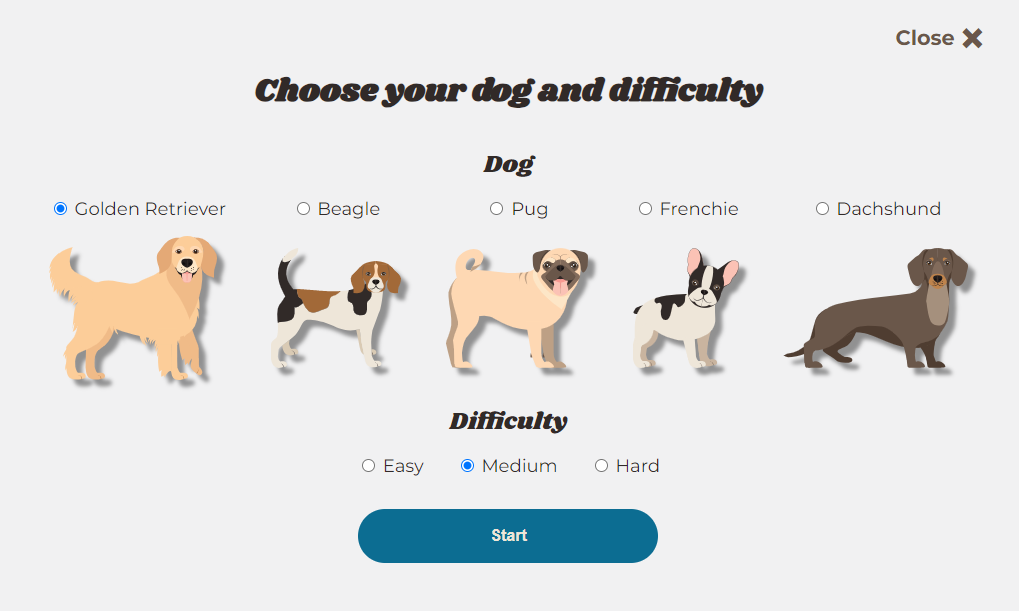 Close
Choose your dog and difficulty
Dog
Golden Retriever Beagle Pug Frenchie Dachshund
Difficulty
Easy Medium Hard
Start